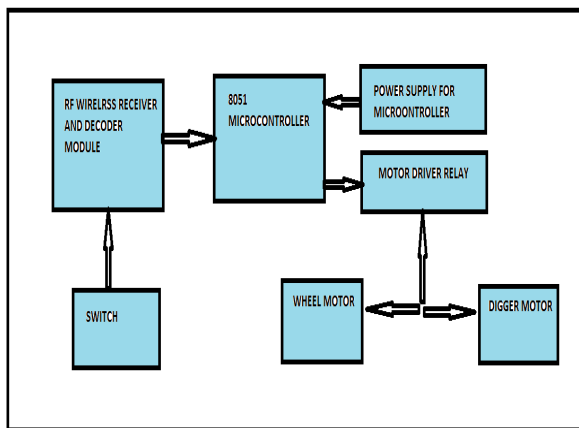 RF WIRELRSS RECEIVER
AND DECODER
MODULE
8051
MICROCONTROLLER
POWER SUPPLY FOR
MICROONTROLLER
MOTOR DRIVER RELAY
SWITCH
WHEEL MOTOR
DIGGER MOTOR